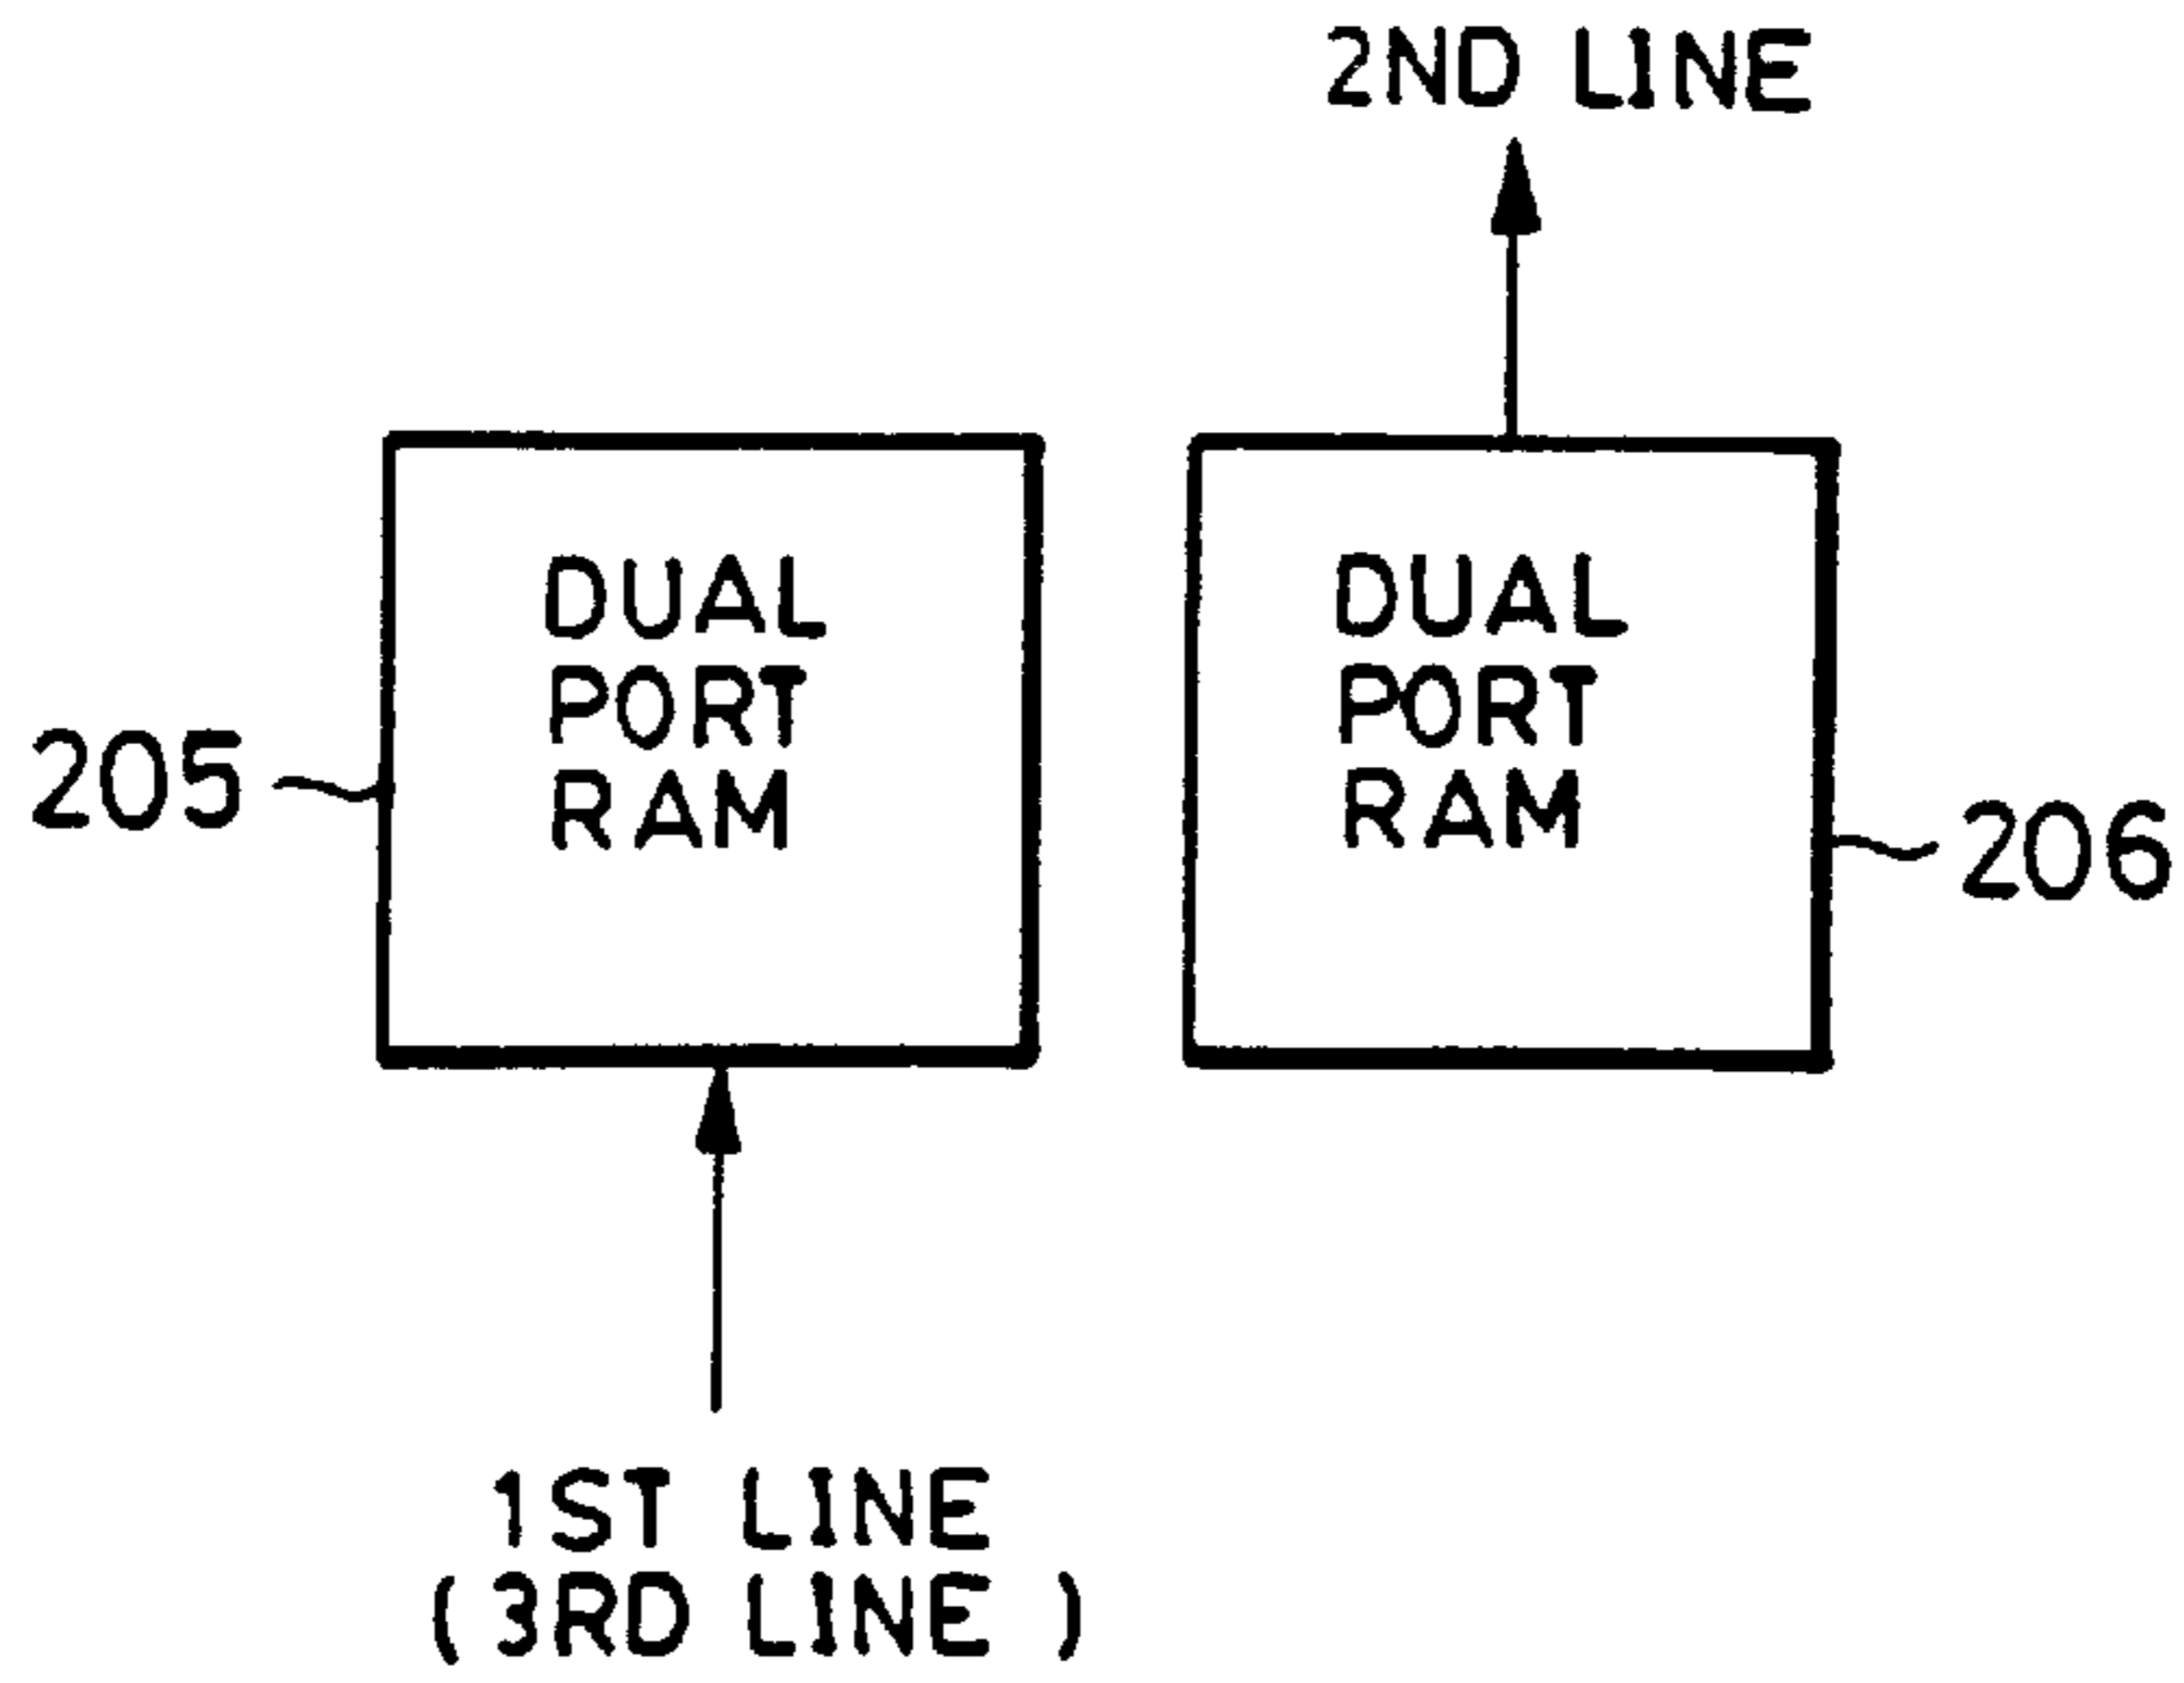 2ND LINE
DUAL
PORT
RAM
205
DUAL
PORT
RAM
206
1ST LINE
( 3RD LINE )